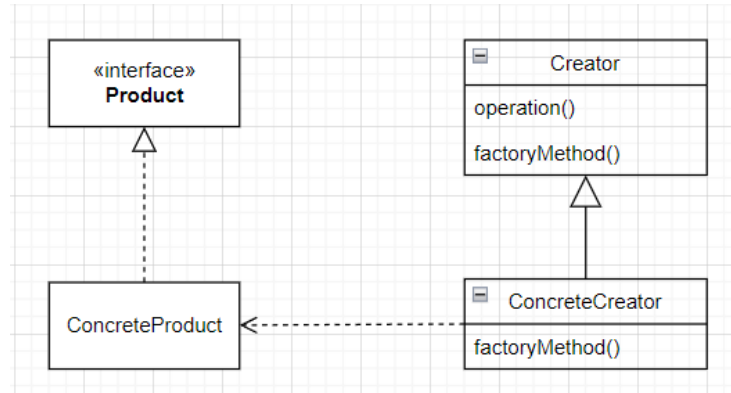 «interface»
Product
Creator
operation()
factoryMethod()
ConcreteProduct
ConcreteCreator
factoryMethod()